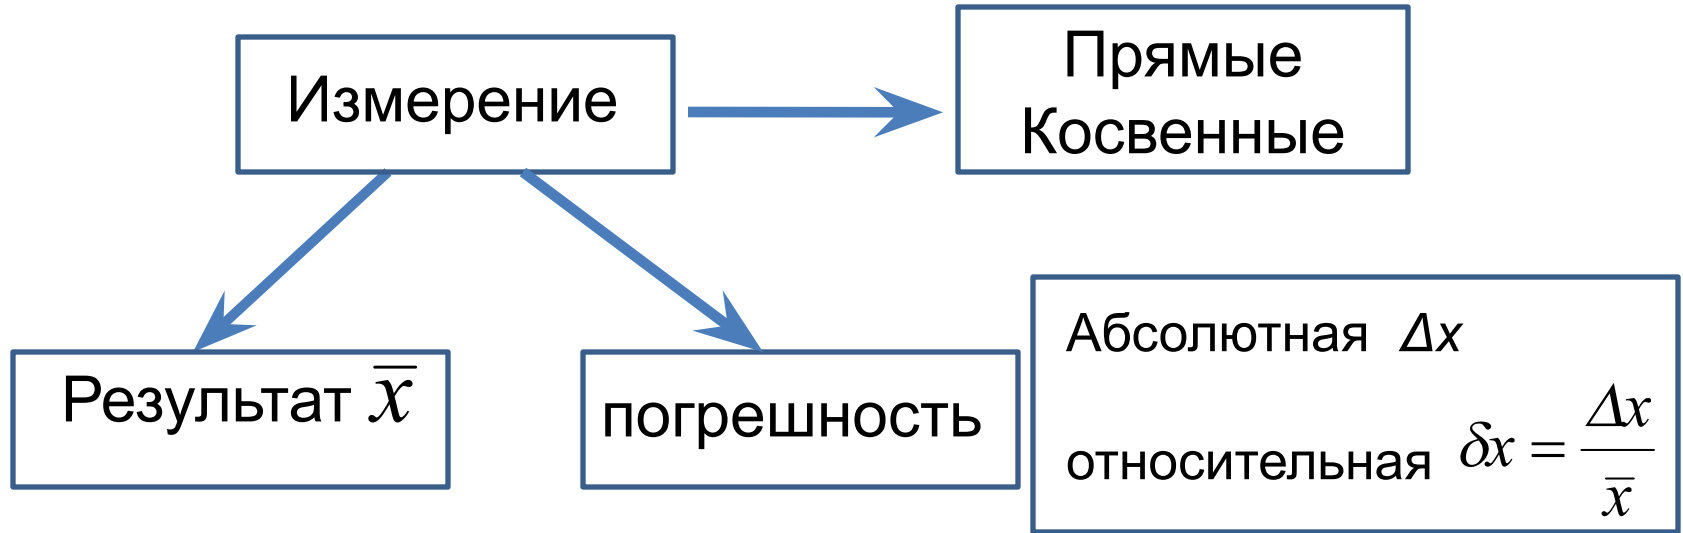 Измерение
Прямые
Косвенные
Результат x̄
погрешность
Абсолютная Δx
относительная δx = Δx / x̄